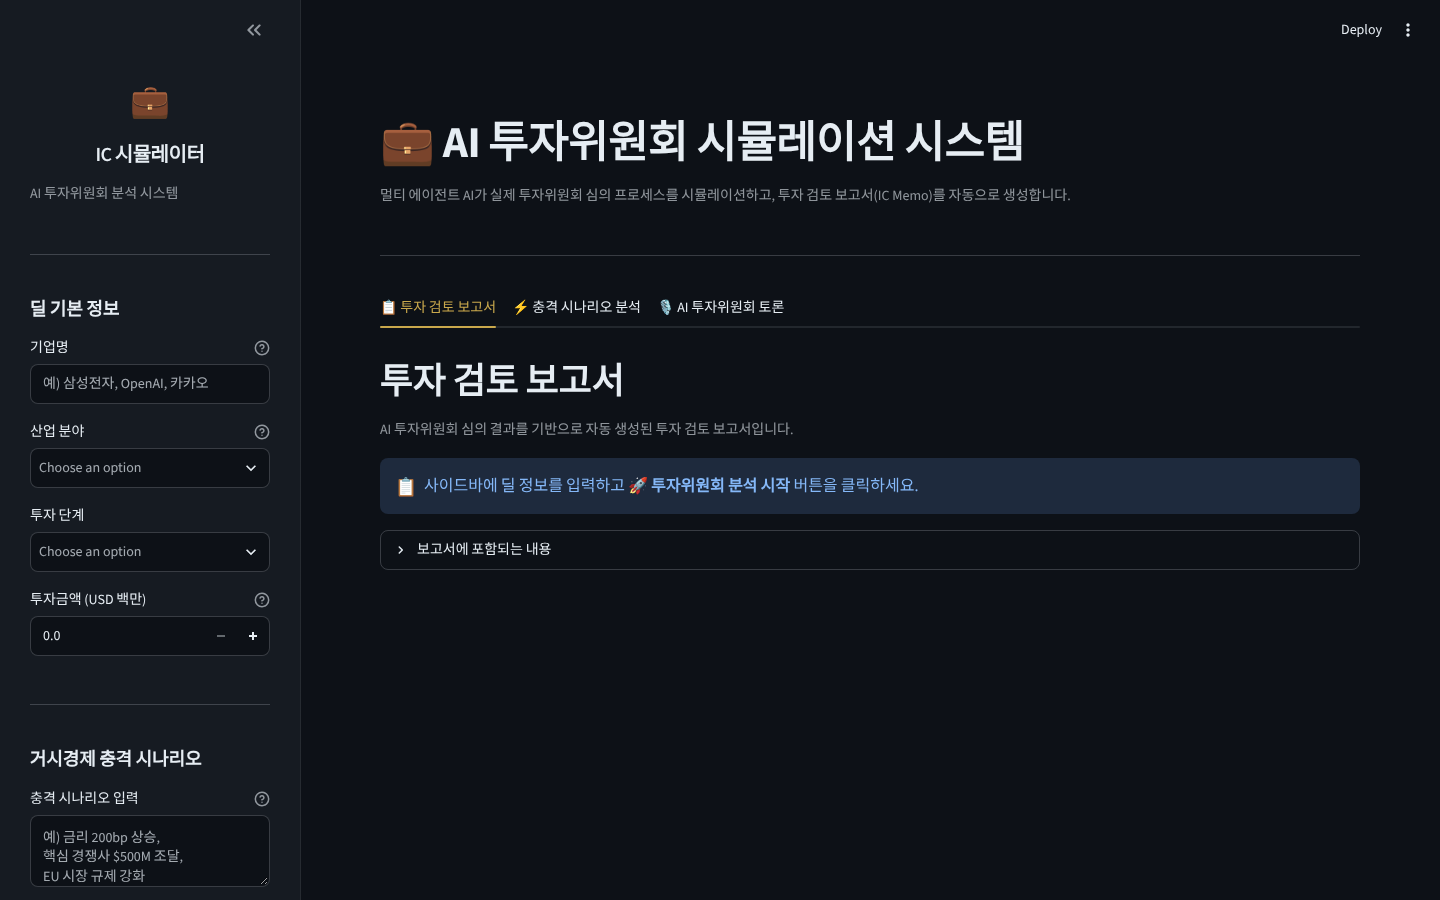 IC 시뮬레이터
AI 투자위원회 분석 시스템
딜 기본 정보
기업명
예) 삼성전자, OpenAI, 카카오
산업 분야
Choose an option
투자 단계
Choose an option
투자금액 (USD 백만)
0.0
거시경제 충격 시나리오
충격 시나리오 입력
예) 금리 200bp 상승,
핵심 경쟁사 $500M 조달,
EU 시장 규제 강화
Deploy
AI 투자위원회 시뮬레이션 시스템
멀티 에이전트 AI가 실제 투자위원회 심의 프로세스를 시뮬레이션하고, 투자 검토 보고서(IC Memo)를 자동으로 생성합니다.
📋 투자 검토 보고서 ⚡ 충격 시나리오 분석 🎙️ AI 투자위원회 토론
투자 검토 보고서
AI 투자위원회 심의 결과를 기반으로 자동 생성된 투자 검토 보고서입니다.
📋 사이드바에 딜 정보를 입력하고 🚀 투자위원회 분석 시작 버튼을 클릭하세요.
보고서에 포함되는 내용